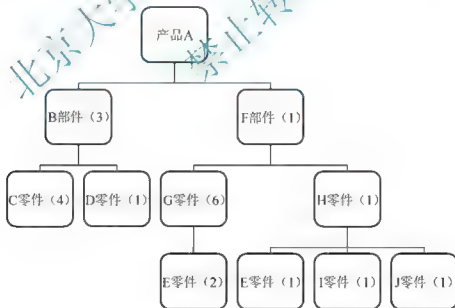 北京大学
禁止转
产品A
B部件（3）
F部件（1）
C零件（4）
D零件（1）
G零件（6）
H零件（1）
E零件（2）
E零件（1）
I零件（1）
J零件（1）